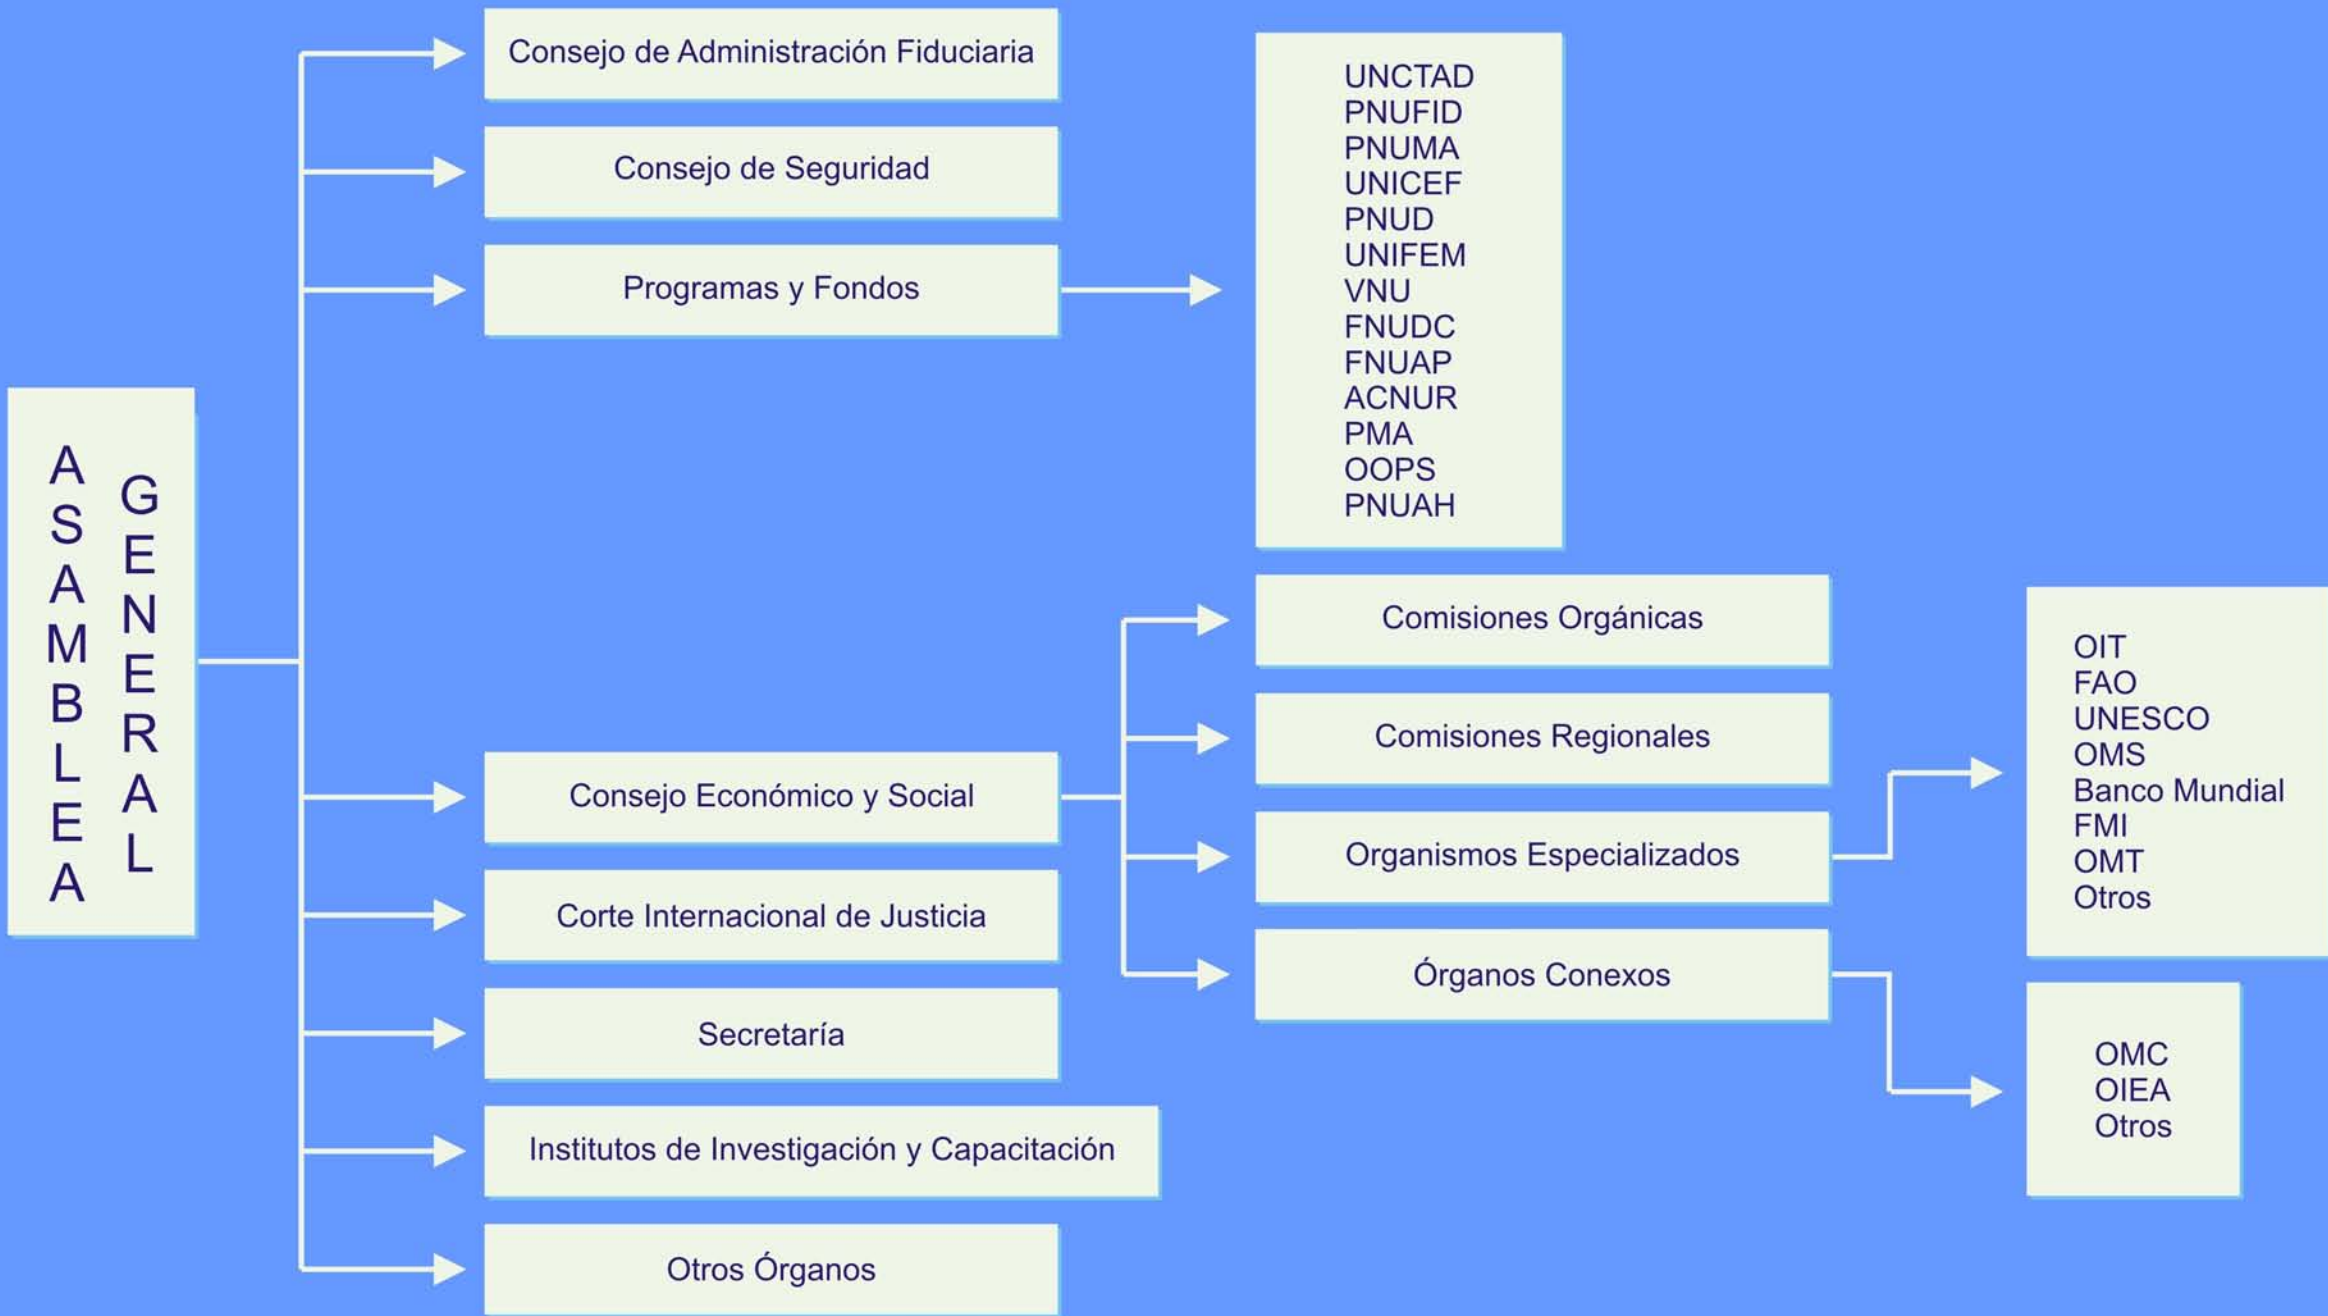 ASAMBLEA
GENERAL
Consejo de Administración Fiduciaria
Consejo de Seguridad
Programas y Fondos
UNCTAD
PNUFID
PNUMA
UNICEF
PNUD
UNIFEM
VNU
FNUDC
FNUAP
ACNUR
PMA
OOPS
PNUAH
Consejo Económico y Social
Comisiones Orgánicas
Comisiones Regionales
Organismos Especializados
Órganos Conexos
OIT
FAO
UNESCO
OMS
Banco Mundial
FMI
OMT
Otros
OMC
OIEA
Otros
Corte Internacional de Justicia
Secretaría
Institutos de Investigación y Capacitación
Otros Órganos